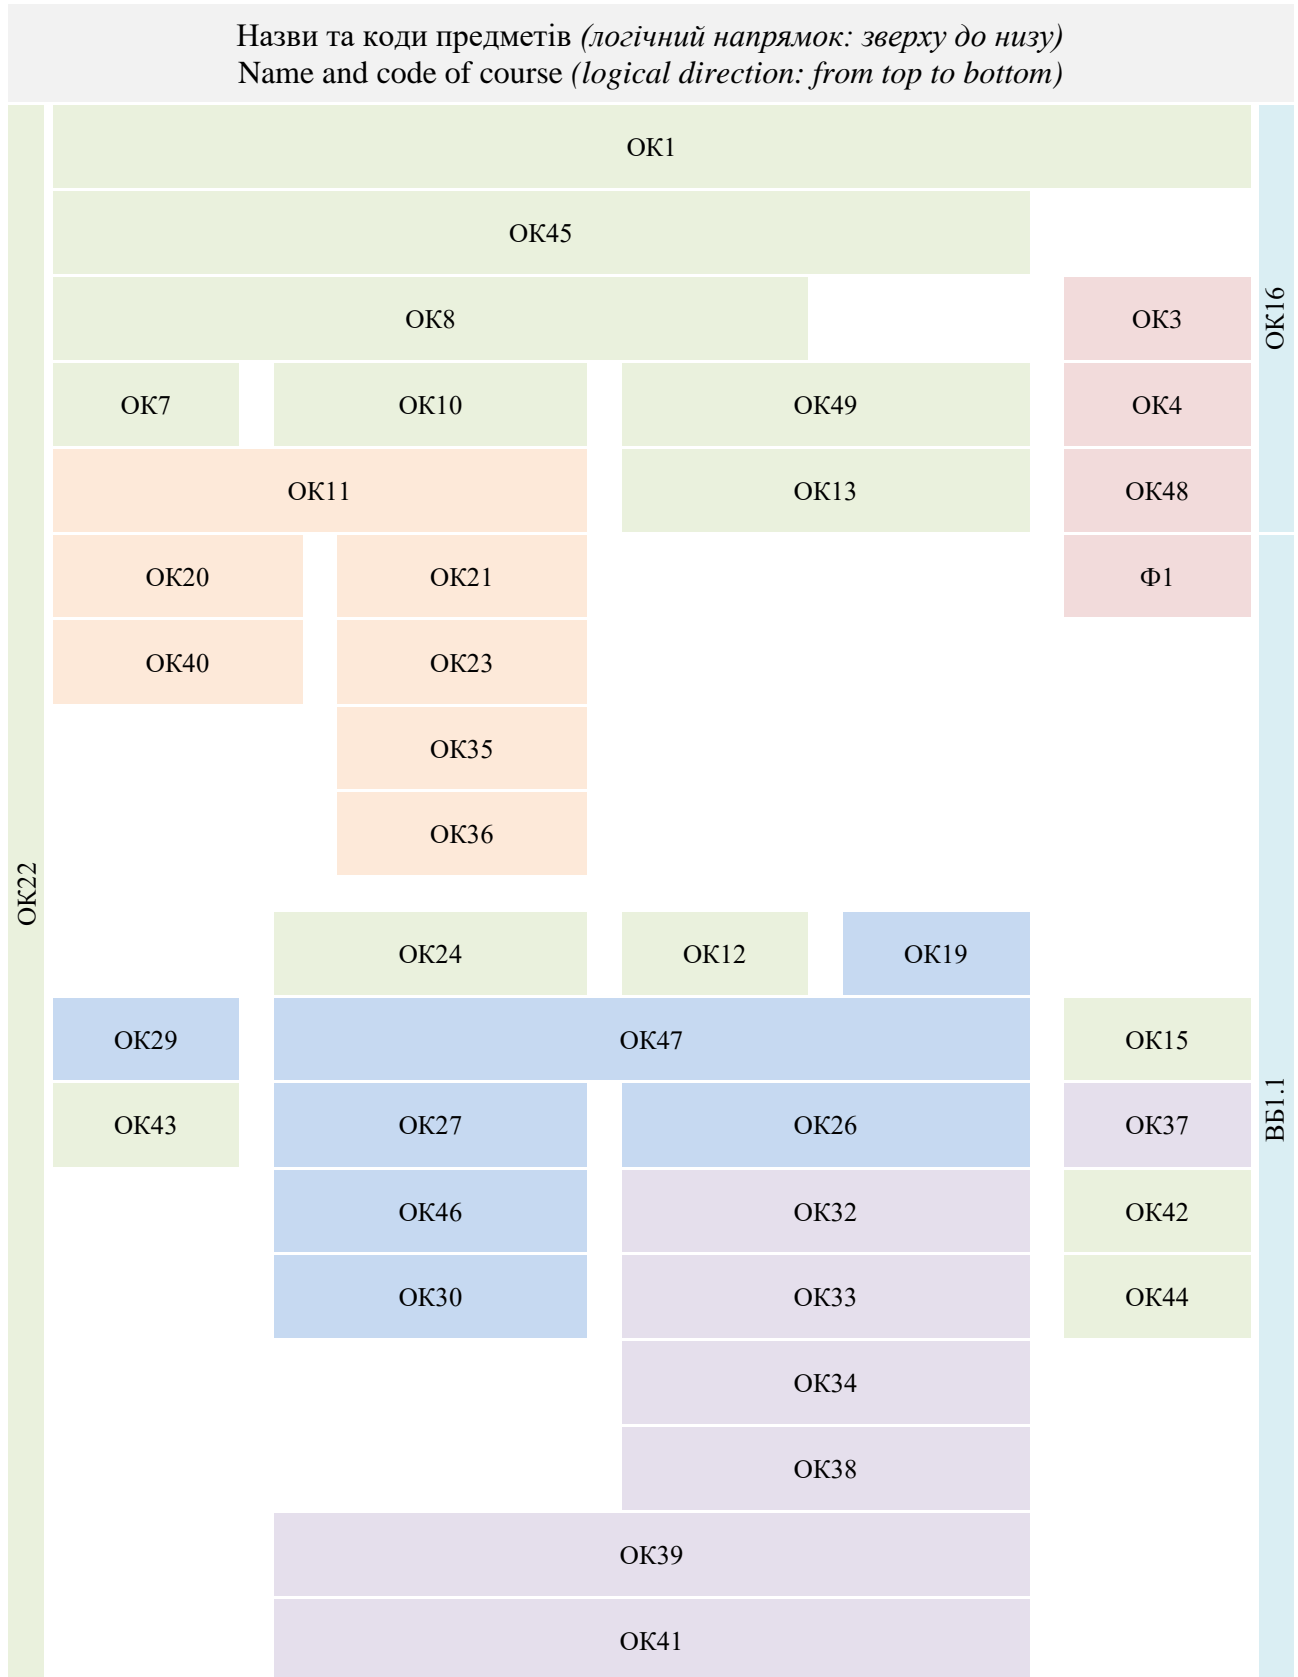 Назви та коди предметів (логічний напрямок: зверху до низу)
Name and code of course (logical direction: from top to bottom)
ОК22
ОК1
ОК16
ОК45
ОК8
ОК3
ОК7
ОК10
ОК49
ОК4
ОК11
ОК13
ОК48
ОК20
ОК21
Ф1
ВБ1.1
ОК40
ОК23
ОК35
ОК36
ОК24
ОК12
ОК19
ОК29
ОК47
ОК15
ОК43
ОК27
ОК26
ОК37
ОК46
ОК32
ОК42
ОК30
ОК33
ОК44
ОК34
ОК38
ОК39
ОК41